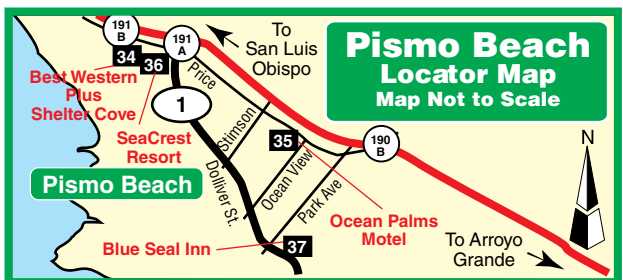 191
B
191
A
To
San Luis
Obispo
Pismo Beach
Locator Map
Map Not to Scale
34
36
Best Western
Plus
Shelter Cove
Price
1
SeaCrest
Resort
Stimson
35
190
B
N
Pismo Beach
Dolliver St.
Ocean View
Park Ave
Ocean Palms
Motel
Blue Seal Inn
37
To Arroyo
Grande